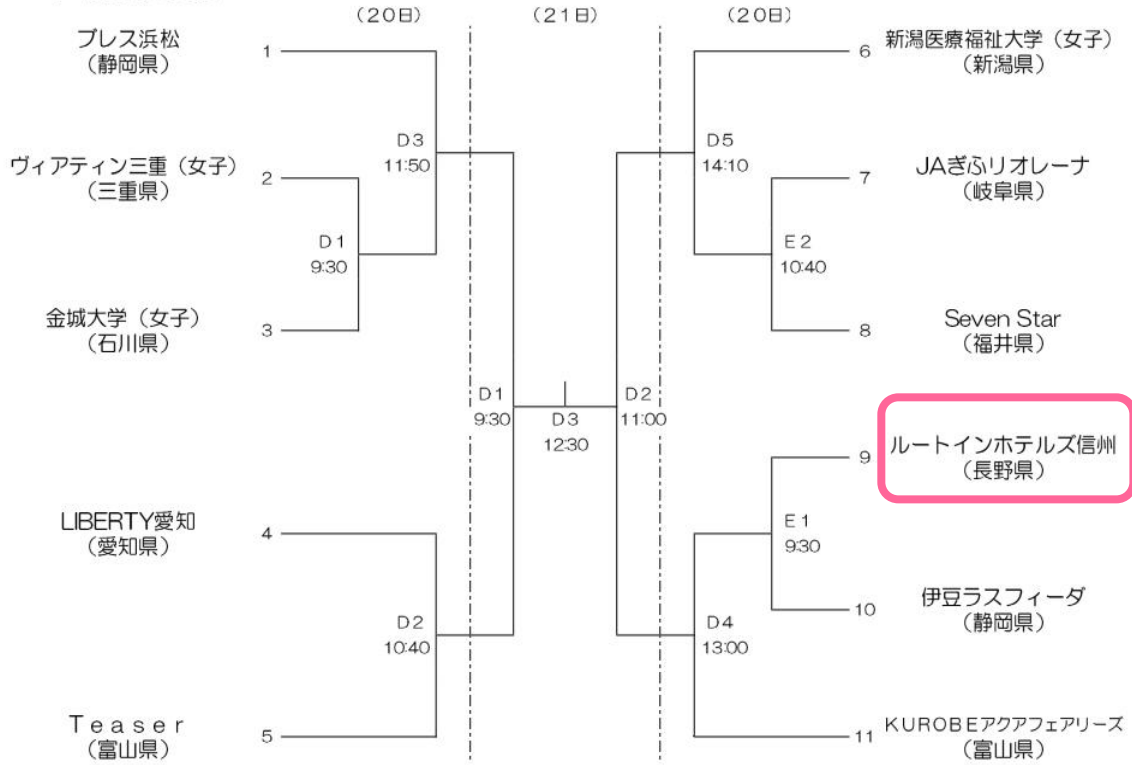 (20日)
(21日)
(20日)
ブレス浜松
(静岡県)
1
ヴィアティン三重(女子)
(三重県)
2
金城大学(女子)
(石川県)
3
LIBERTY愛知
(愛知県)
4
Teaser
(富山県)
5
D1
9:30
D3
11:50
D2
10:40
D1
9:30
D3
12:30
D2
11:00
D5
14:10
E2
10:40
E1
9:30
D4
13:00
6
新潟医療福祉大学(女子)
(新潟県)
7
JAぎふリオレーナ
(岐阜県)
8
Seven Star
(福井県)
9
ルートインホテルズ信州
(長野県)
10
伊豆ラスフィーダ
(静岡県)
11
KUROBEアクアフェアリーズ
(富山県)